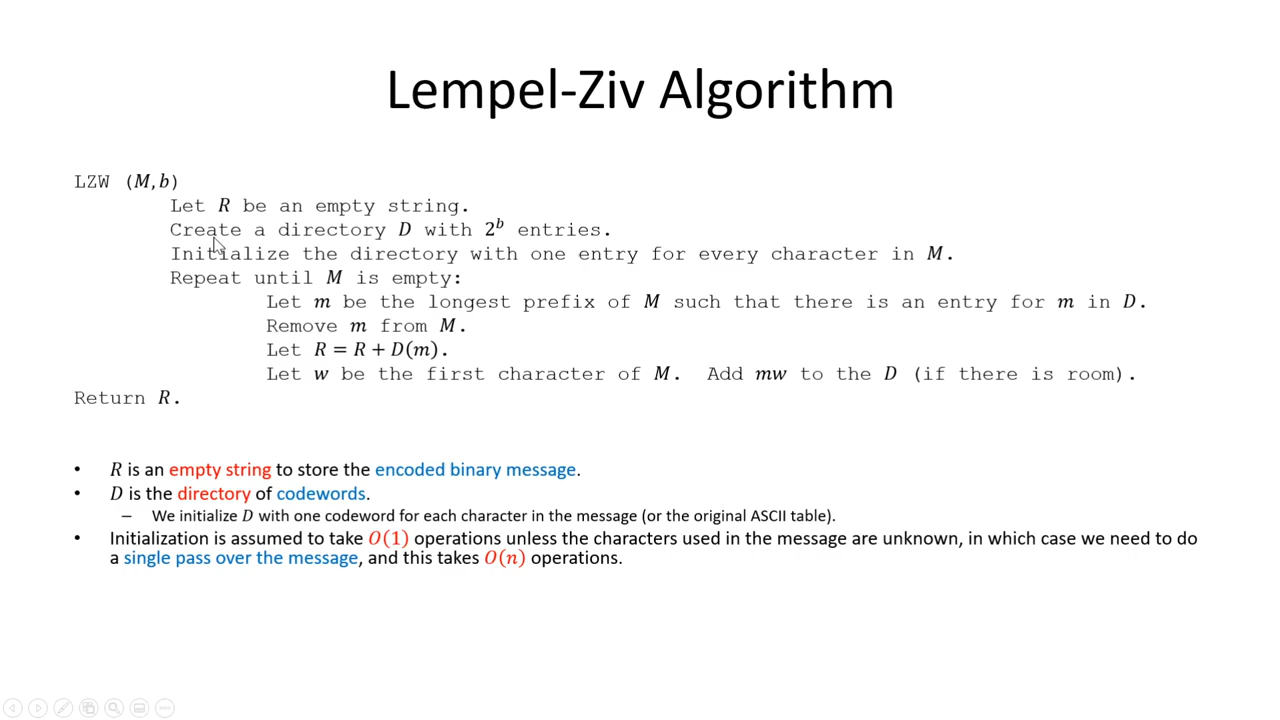 Lempel-Ziv Algorithm
LZW (M,b)
Let R be an empty string.
Create a directory D with 2^b entries.
Initialize the directory with one entry for every character in M.
Repeat until M is empty:
Let m be the longest prefix of M such that there is an entry for m in D.
Remove m from M.
Let R = R + D(m).
Let w be the first character of M. Add mw to the D (if there is room).
Return R.
• R is an empty string to store the encoded binary message.
• D is the directory of codewords.
– We initialize D with one codeword for each character in the message (or the original ASCII table).
• Initialization is assumed to take O(1) operations unless the characters used in the message are unknown, in which case we need to do
a single pass over the message, and this takes O(n) operations.